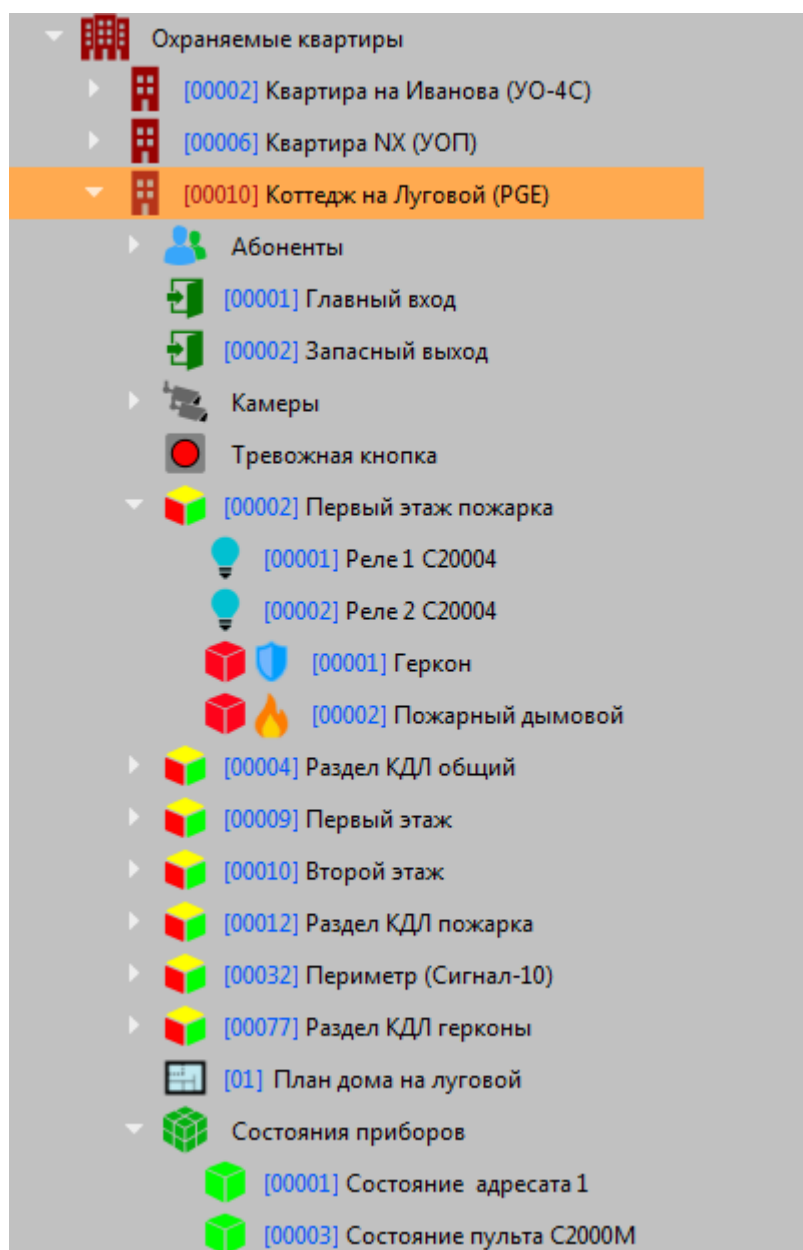 Охраняемые квартиры
[00002] Квартира на Иванова (УО-4С)
[00006] Квартира NX (УОП)
[00010] Коттедж на Луговой (PGE)
Абоненты
[00001] Главный вход
[00002] Запасный выход
Камеры
Тревожная кнопка
[00002] Первый этаж пожарка
[00001] Реле 1 С20004
[00002] Реле 2 С20004
[00001] Геркон
[00002] Пожарный дымовой
[00004] Раздел КДЛ общий
[00009] Первый этаж
[00010] Второй этаж
[00012] Раздел КДЛ пожарка
[00032] Периметр (Сигнал-10)
[00077] Раздел КДЛ герконы
[01] План дома на луговой
Состояния приборов
[00001] Состояние адресата 1
[00003] Состояние пульта С2000М